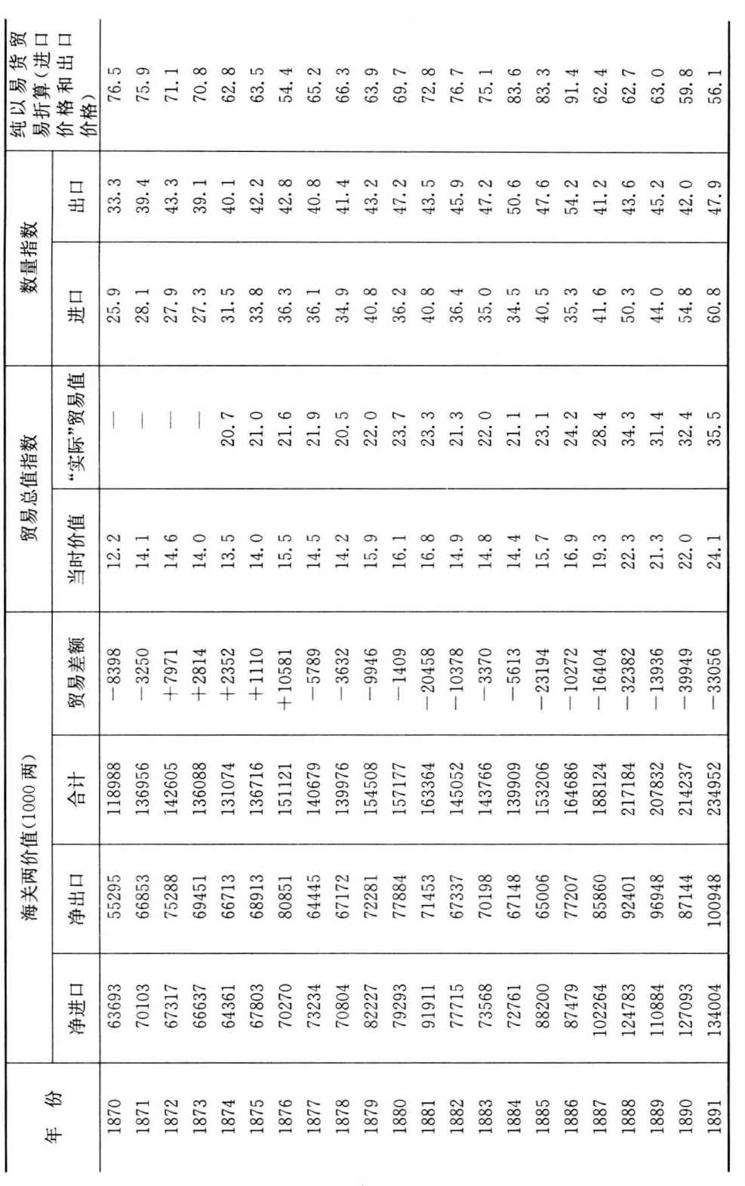 年 份 海关两价值(1000 两) 贸易总值指数 数量指数 纯以易货贸易折算(进口价格和出口价格)
净进口 净出口 合计 贸易差额 当时价值 “实际”贸易值 进口 出口
1870 63693 55295 118988 －8398 12.2 — 25.9 33.3 76.5
1871 70103 66853 136956 －3250 14.1 — 28.1 39.4 75.9
1872 67317 75288 142605 ＋7971 14.6 — 27.9 43.3 71.1
1873 66637 69451 136088 ＋2814 14.0 — 27.3 39.1 70.8
1874 64361 66713 131074 ＋2352 13.5 20.7 31.5 40.1 62.8
1875 67803 68913 136716 ＋1110 14.0 21.0 33.8 42.2 63.5
1876 70270 80851 151121 ＋10581 15.5 21.6 36.3 42.8 54.4
1877 73234 64445 140679 －5789 14.5 21.9 36.1 40.8 65.2
1878 70804 67172 139976 －3632 14.2 20.5 34.9 41.4 66.3
1879 82227 72281 154508 －9946 15.9 22.0 40.8 43.2 63.9
1880 79293 77884 157177 －1409 16.1 23.7 36.2 47.2 69.7
1881 91911 71453 163364 －20458 16.8 23.3 40.8 43.5 72.8
1882 77715 67337 145052 －10378 14.9 21.3 36.4 45.9 76.7
1883 73568 70198 143766 －3370 14.8 22.0 35.0 47.2 75.1
1884 72761 67148 139909 －5613 14.4 21.1 34.5 50.6 83.6
1885 88200 65006 153206 －23194 15.7 23.1 40.5 47.6 83.3
1886 87479 77207 164686 －10272 16.9 24.2 35.3 54.2 91.4
1887 102264 85860 188124 －16404 19.3 28.4 41.6 41.2 62.4
1888 124783 92401 217184 －32382 22.3 34.3 50.3 43.6 62.7
1889 110884 96948 207832 －13936 21.3 31.4 44.0 45.2 63.0
1890 127093 87144 214237 －39949 22.0 32.4 54.8 42.0 59.8
1891 134004 100948 234952 －33056 24.1 35.5 60.8 47.9 56.1